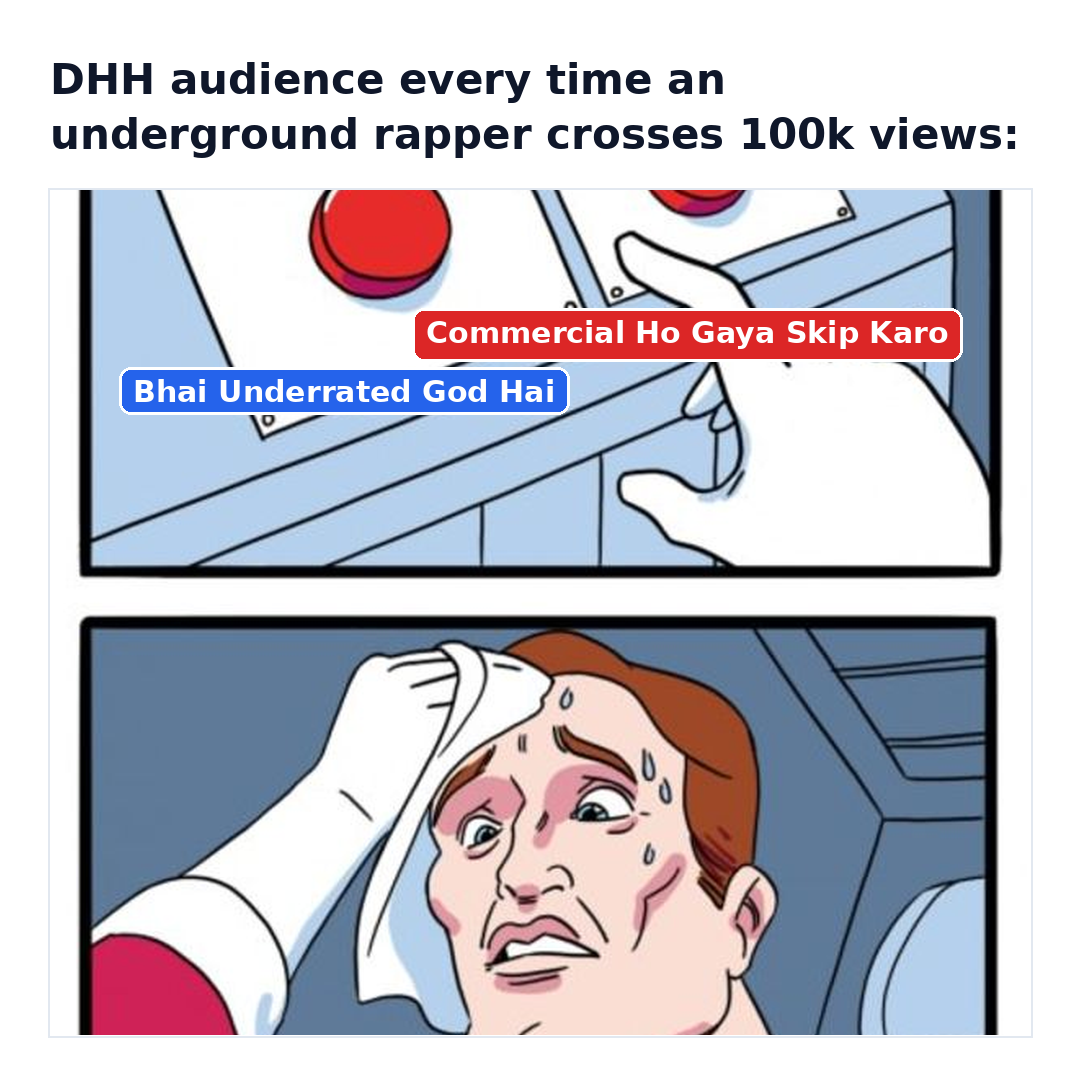 DHH audience every time an
underground rapper crosses 100k views:
Commercial Ho Gaya Skip Karo
Bhai Underrated God Hai